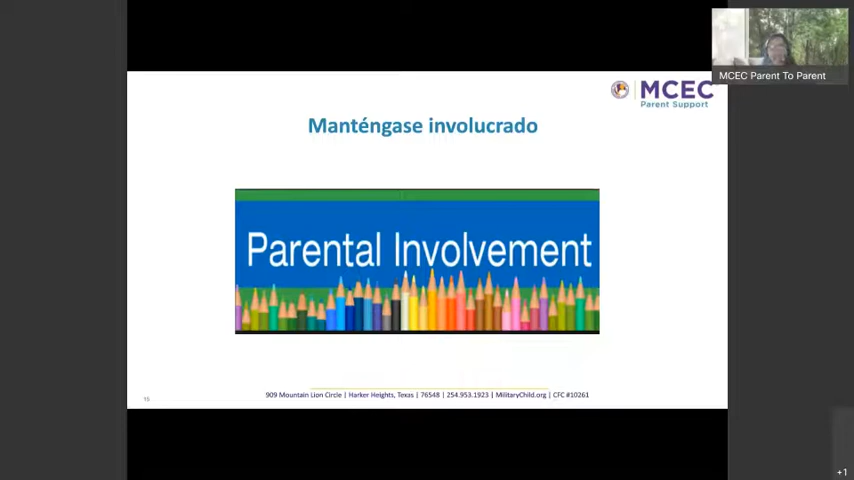 MCEC Parent To Parent
MCEC
Parent Support
Manténgase involucrado
Parental Involvement
909 Mountain Lion Circle | Harker Heights, Texas | 76548 | 254.953.1923 | MilitaryChild.org | CFC #10261
+1